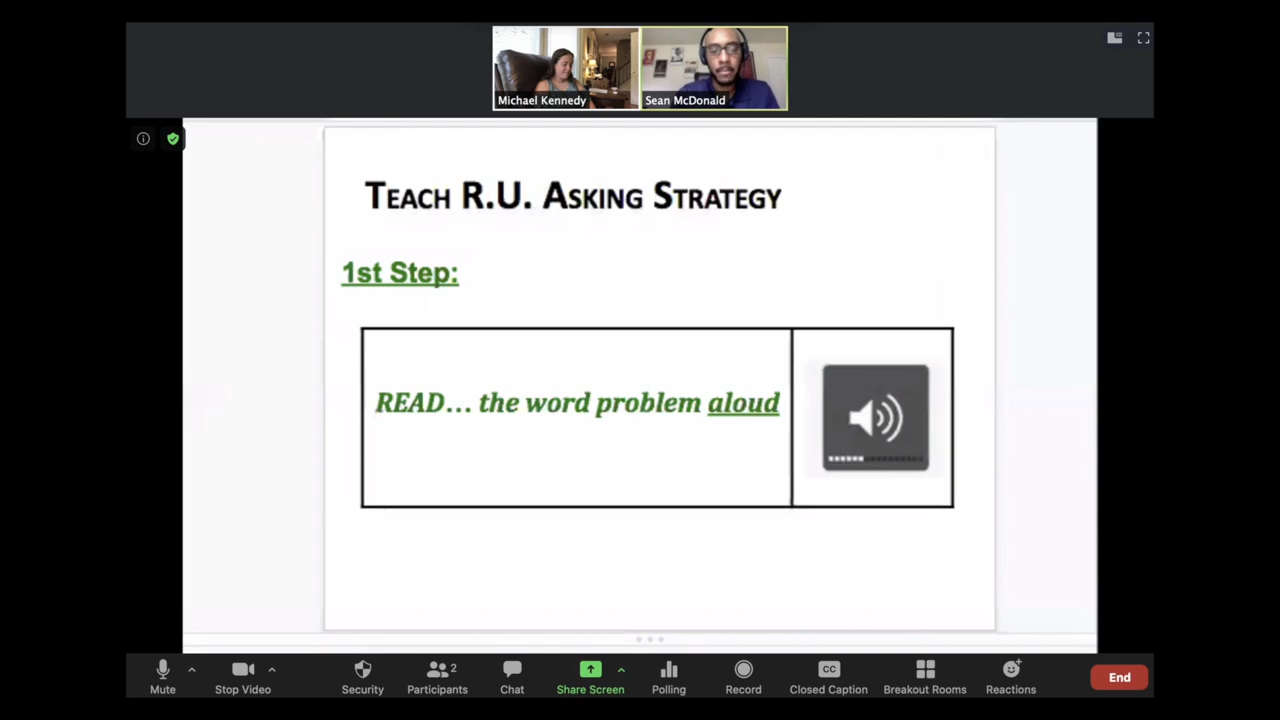 Michael Kennedy
Sean McDonald
TEACH R.U. ASKING STRATEGY
1st Step:
READ... the word problem aloud
Mute
Stop Video
Security
Participants
2
Chat
Share Screen
Polling
Record
CC
Closed Caption
Breakout Rooms
Reactions
End